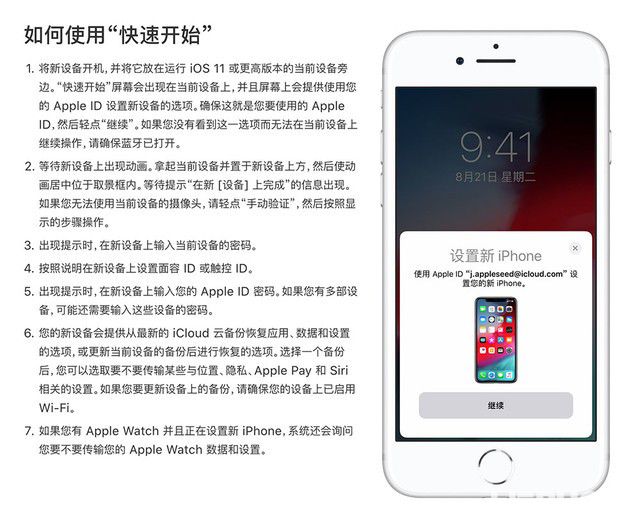 如何使用“快速开始”
1. 将新设备开机，并将它放在运行 iOS 11 或更高版本的当前设备旁
边。“快速开始”屏幕会出现在当前设备上，并且屏幕上会提供使用您
的 Apple ID 设置新设备的选项。确保这就是您要使用的 Apple
ID，然后轻点“继续”。如果您没有看到这一选项而无法在当前设备上
继续操作，请确保蓝牙已打开。
2. 等待新设备上出现动画。拿起当前设备并置于新设备上方，然后使动
画居中位于取景框内。等待提示“在新 [设备] 上完成”的信息出现。
如果您无法使用当前设备的摄像头，请轻点“手动验证”，然后按照显
示的步骤操作。
3. 出现提示时，在新设备上输入当前设备的密码。
4. 按照说明在新设备上设置面容 ID 或触控 ID。
5. 出现提示时，在新设备上输入您的 Apple ID 密码。如果您有多部设
备，可能还需要输入这些设备的密码。
6. 您的新设备会提供从最新的 iCloud 云备份恢复应用、数据和设置
的选项，或更新当前设备的备份后进行恢复的选项。选择一个备份
后，您可以选取要不要传输某些与位置、隐私、Apple Pay 和 Siri
相关的设置。如果您要更新设备上的备份，请确保您的设备上已启用
Wi-Fi。
7. 如果您有 Apple Watch 并且正在设置新 iPhone，系统还会询问
您要不要传输您的 Apple Watch 数据和设置。
9:41
8月21日 星期二
设置新 iPhone
使用 Apple ID “j.appleseed@icloud.com” 设
置您的新 iPhone。
继续